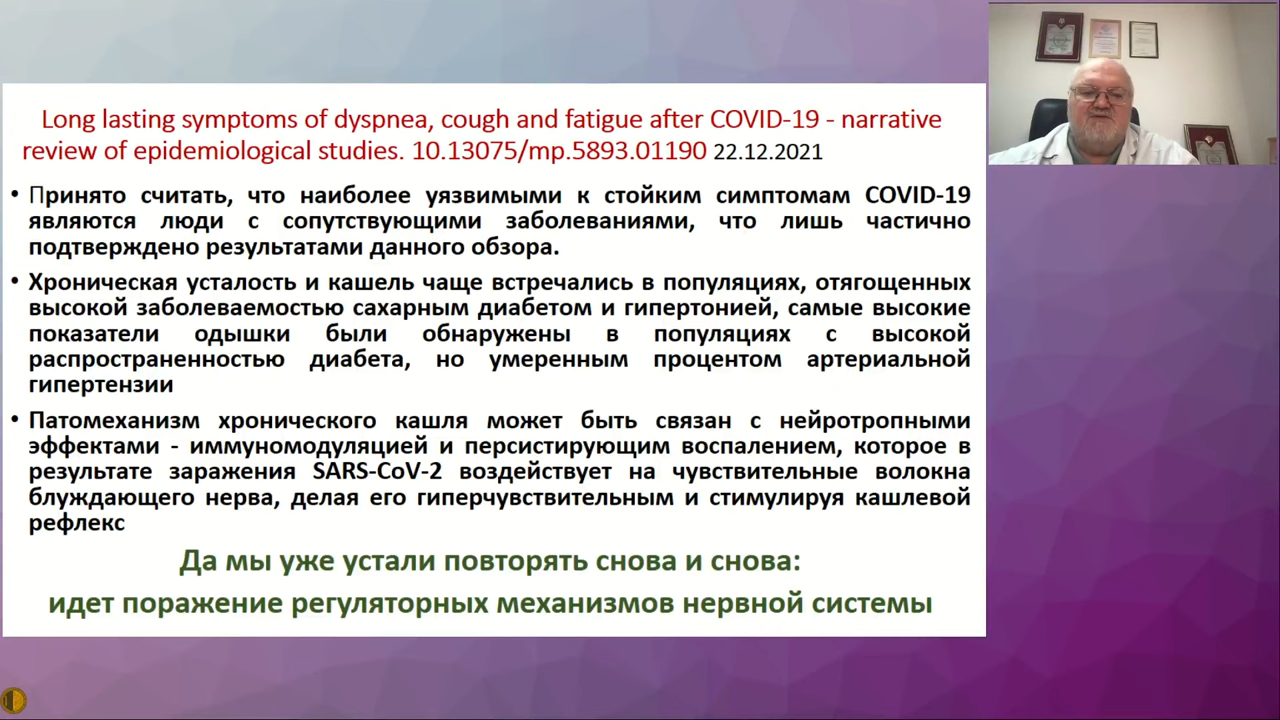 Long lasting symptoms of dyspnea, cough and fatigue after COVID-19 - narrative
review of epidemiological studies. 10.13075/mp.5893.01190 22.12.2021
• Принято считать, что наиболее уязвимыми к стойким симптомам COVID-19
являются люди с сопутствующими заболеваниями, что лишь частично
подтверждено результатами данного обзора.
• Хроническая усталость и кашель чаще встречались в популяциях, отягощенных
высокой заболеваемостью сахарным диабетом и гипертонией, самые высокие
показатели одышки были обнаружены в популяциях с высокой
распространенностью диабета, но умеренным процентом артериальной
гипертензии
• Патомеханизм хронического кашля может быть связан с нейротропными
эффектами - иммуномодуляцией и персистирующим воспалением, которое в
результате заражения SARS-CoV-2 воздействует на чувствительные волокна
блуждающего нерва, делая его гиперчувствительным и стимулируя кашлевой
рефлекс
Да мы уже устали повторять снова и снова:
идет поражение регуляторных механизмов нервной системы